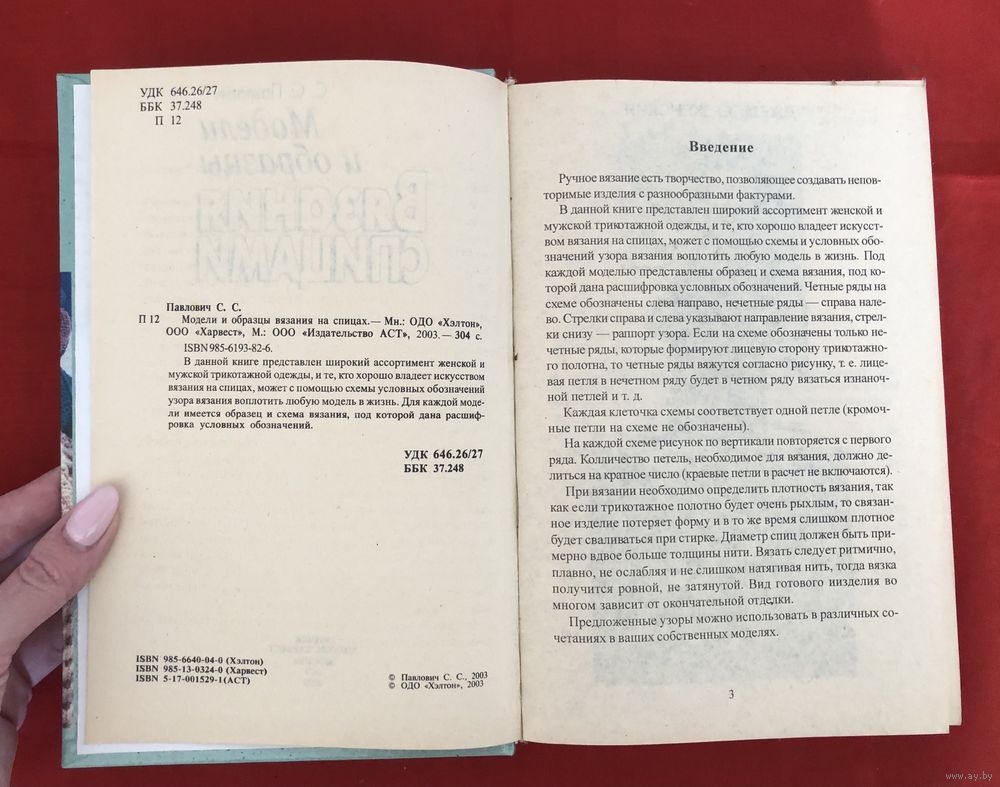 УДК 646.26/27
ББК 37.248
П 12
Павлович С. С.
П 12 Модели и образцы вязания на спицах.— Мн.: ОДО «Хэлтон»,
ООО «Харвест», М.: ООО «Издательство АСТ», 2003.— 304 с.
ISBN 985-6193-82-6.
В данной книге представлен широкий ассортимент женской и
мужской трикотажной одежды, и те, кто хорошо владеет искусством
вязания на спицах, может с помощью схемы условных обозначений
узора вязания воплотить любую модель в жизнь. Для каждой моде-
ли имеется образец и схема вязания, под которой дана расшиф-
ровка условных обозначений.
УДК 646.26/27
ББК 37.248
ISBN 985-6640-04-0 (Хэлтон)
ISBN 985-13-0324-0 (Харвест)
ISBN 5-17-001529-1 (АСТ)
© Павлович С. С., 2003
© ОДО «Хэлтон», 2003
Введение
Ручное вязание есть творчество, позволяющее создавать непов-
торимые изделия с разнообразными фактурами.
В данной книге представлен широкий ассортимент женской и
мужской трикотажной одежды, и те, кто хорошо владеет искусст-
вом вязания на спицах, может с помощью схемы и условных обо-
значений узора вязания воплотить любую модель в жизнь. Под
каждой моделью представлены образец и схема вязания, под ко-
торой дана расшифровка условных обозначений. Четные ряды на
схеме обозначены слева направо, нечетные ряды — справа нале-
во. Стрелки справа и слева указывают направление вязания, стрел-
ки снизу — раппорт узора. Если на схеме обозначены только не-
четные ряды, которые формируют лицевую сторону трикотаж-
ного полотна, то четные ряды вяжутся согласно рисунку, т. е. лице-
вая петля в нечетном ряду будет в четном ряду вязаться изнаноч-
ной петлей и т. д.
Каждая клеточка схемы соответствует одной петле (кромоч-
ные петли на схеме не обозначены).
На каждой схеме рисунок по вертикали повторяется с первого
ряда. Колличество петель, необходимое для вязания, должно де-
литься на кратное число (краевые петли в расчет не включаются).
При вязании необходимо определить плотность вязания, так
как если трикотажное полотно будет очень рыхлым, то связан-
ное изделие потеряет форму и в то же время слишком плотное
будет сваливаться при стирке. Диаметр спиц должен быть при-
мерно вдвое больше толщины нити. Вязать следует ритмично,
плавно, не ослабляя и не слишком натягивая нить, тогда вязка
получится ровной, не затянутой. Вид готового иизделия во
многом зависит от окончательной отделки.
Предложенные узоры можно использовать в различных со-
четаниях в ваших собственных моделях.
3
www.ay.by